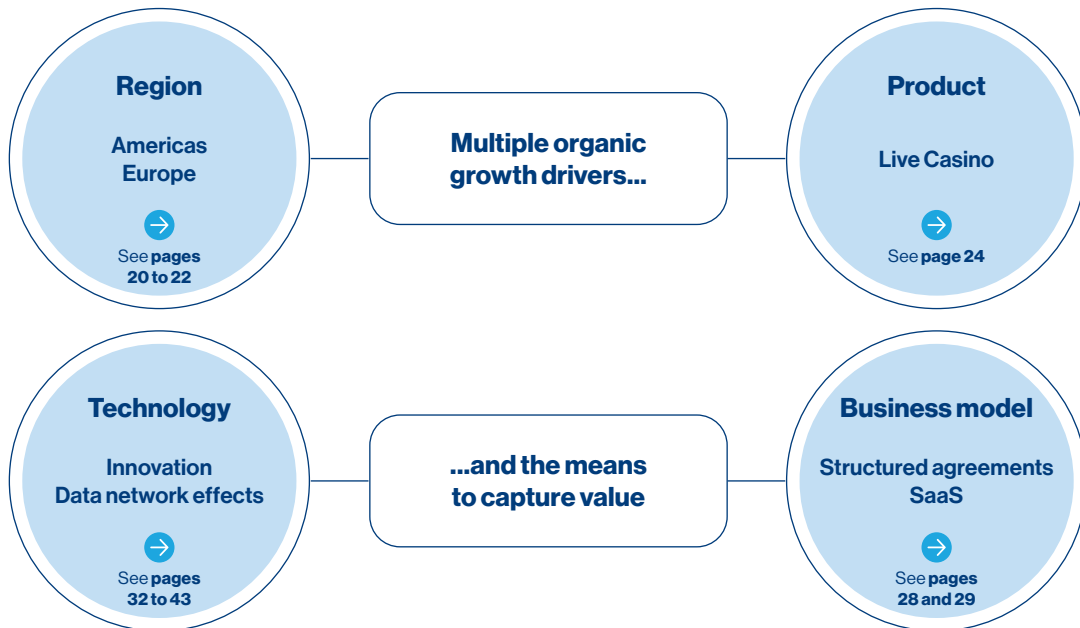 Region
Americas
Europe
See pages
20 to 22
Multiple organic
growth drivers...
Product
Live Casino
See page 24
Technology
Innovation
Data network effects
See pages
32 to 43
...and the means
to capture value
Business model
Structured agreements
SaaS
See pages
28 and 29